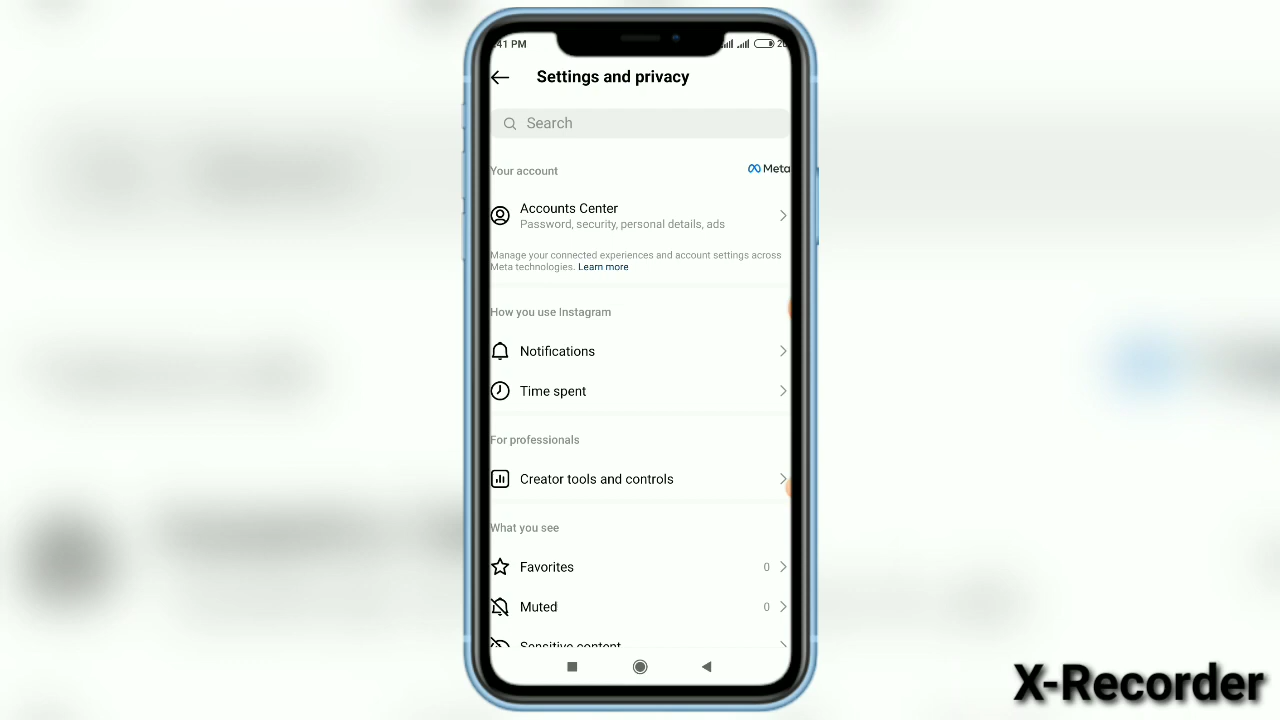 :41 PM
Settings and privacy
Search
Your account
Meta
Accounts Center
Password, security, personal details, ads
Manage your connected experiences and account settings across
Meta technologies. Learn more
How you use Instagram
Notifications
Time spent
For professionals
Creator tools and controls
What you see
Favorites 0
Muted 0
Sensitive content
X-Recorder